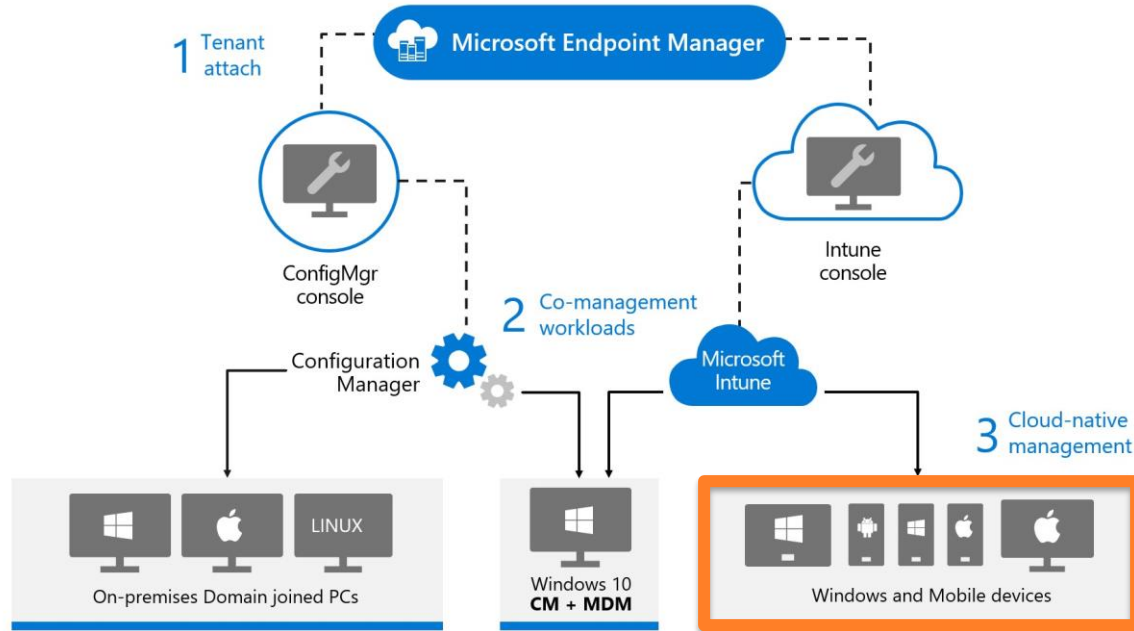 1 Tenant
attach
Microsoft Endpoint Manager
ConfigMgr
console
Intune
console
2 Co-management
workloads
Configuration
Manager
Microsoft
Intune
3 Cloud-native
management
LINUX
On-premises Domain joined PCs
Windows 10
CM + MDM
Windows and Mobile devices